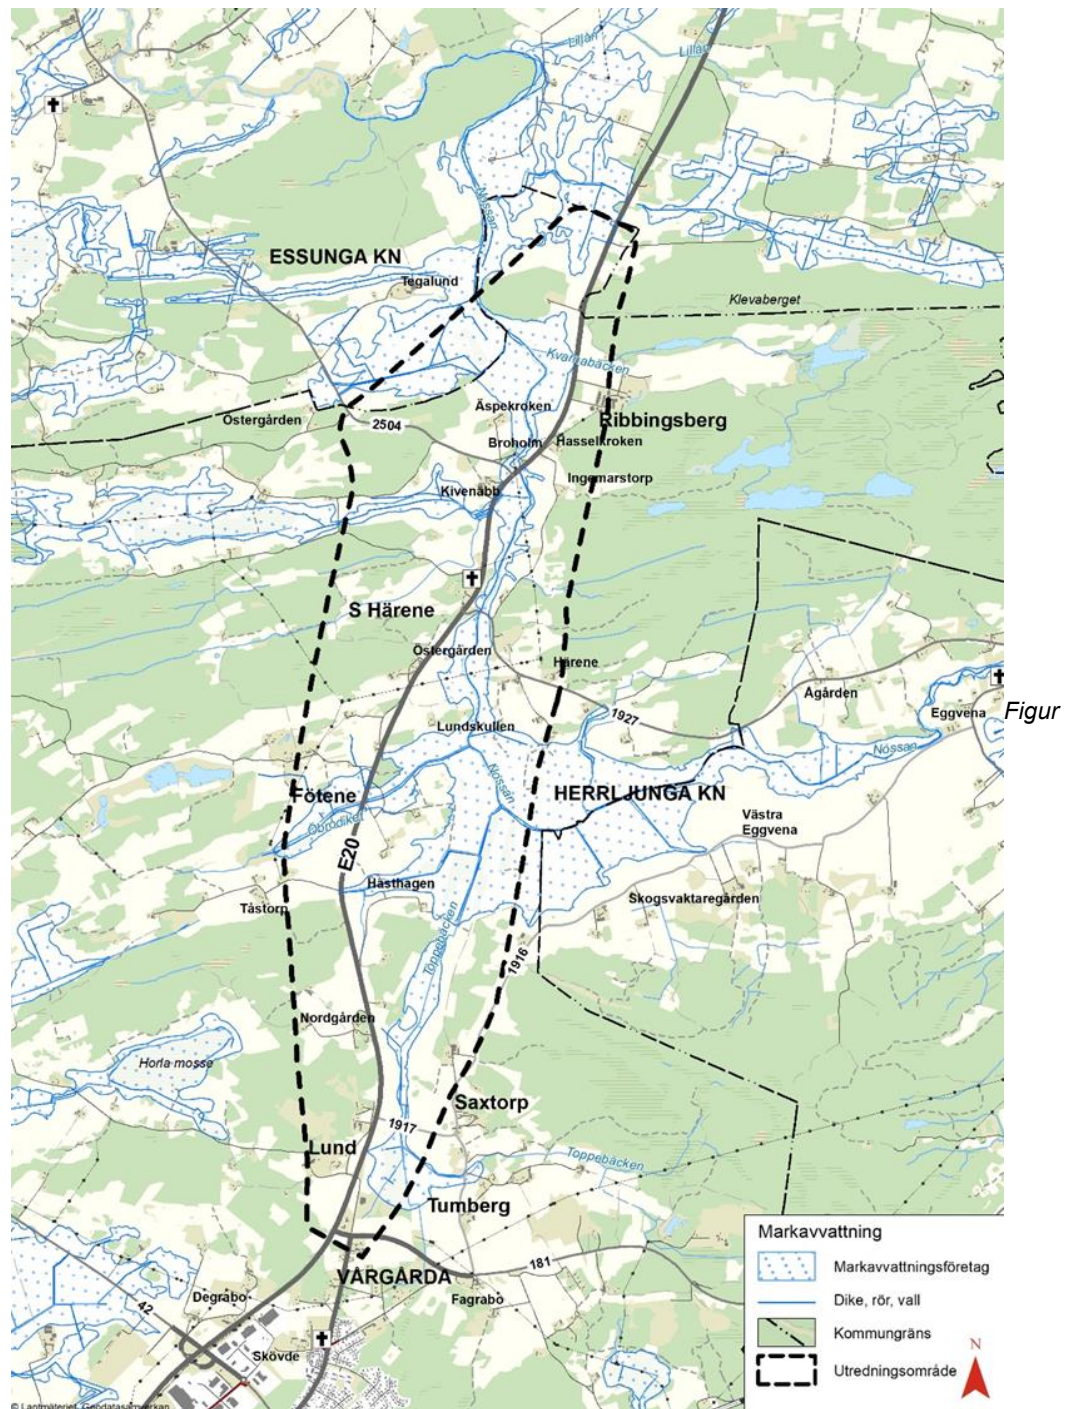 Liljån
Lillån
Nossan
ESSUNGA KN
Tegalund
Klevaberget
Kvarnabäcken
Äspekroken
Östergården
2504
Ribbingsberg
Broholm
Hasselkroken
Kivenäbb
Ingemarstorp
S Härene
Östergården
Härene
Ågården
1927
Eggvena
Figur
Lundskullen
Nossan
Nossan
Fötene
HERRLJUNGA KN
Västra
Eggvena
Öbrodiket
E20
Hästhagen
Tåstorp
Skogsvaktaregården
Toppebäcken
1916
Nordgården
Horla mosse
Saxtorp
1917
Lund
Toppebäcken
Tumberg
VÅRGÅRDA
181
Degrabo
Fagrabo
42
Skövde
Markavvattning
Markavvattningsföretag
Dike, rör, vall
Kommungräns
Utredningsområde
N
© Lantmäteriet, Geodatasamverkan